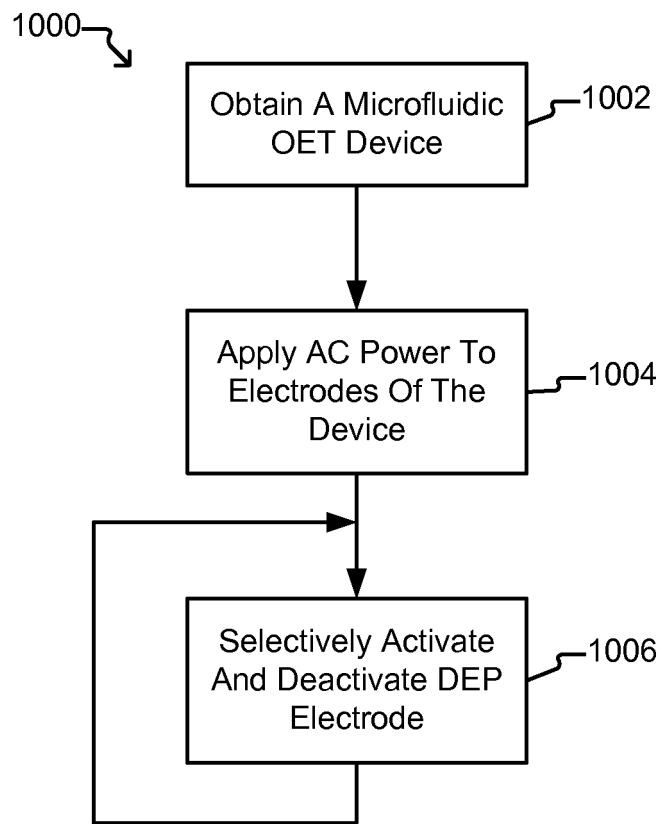 1000
Obtain A Microfluidic
OET Device
1002
Apply AC Power To
Electrodes Of The
Device
1004
Selectively Activate
And Deactivate DEP
Electrode
1006